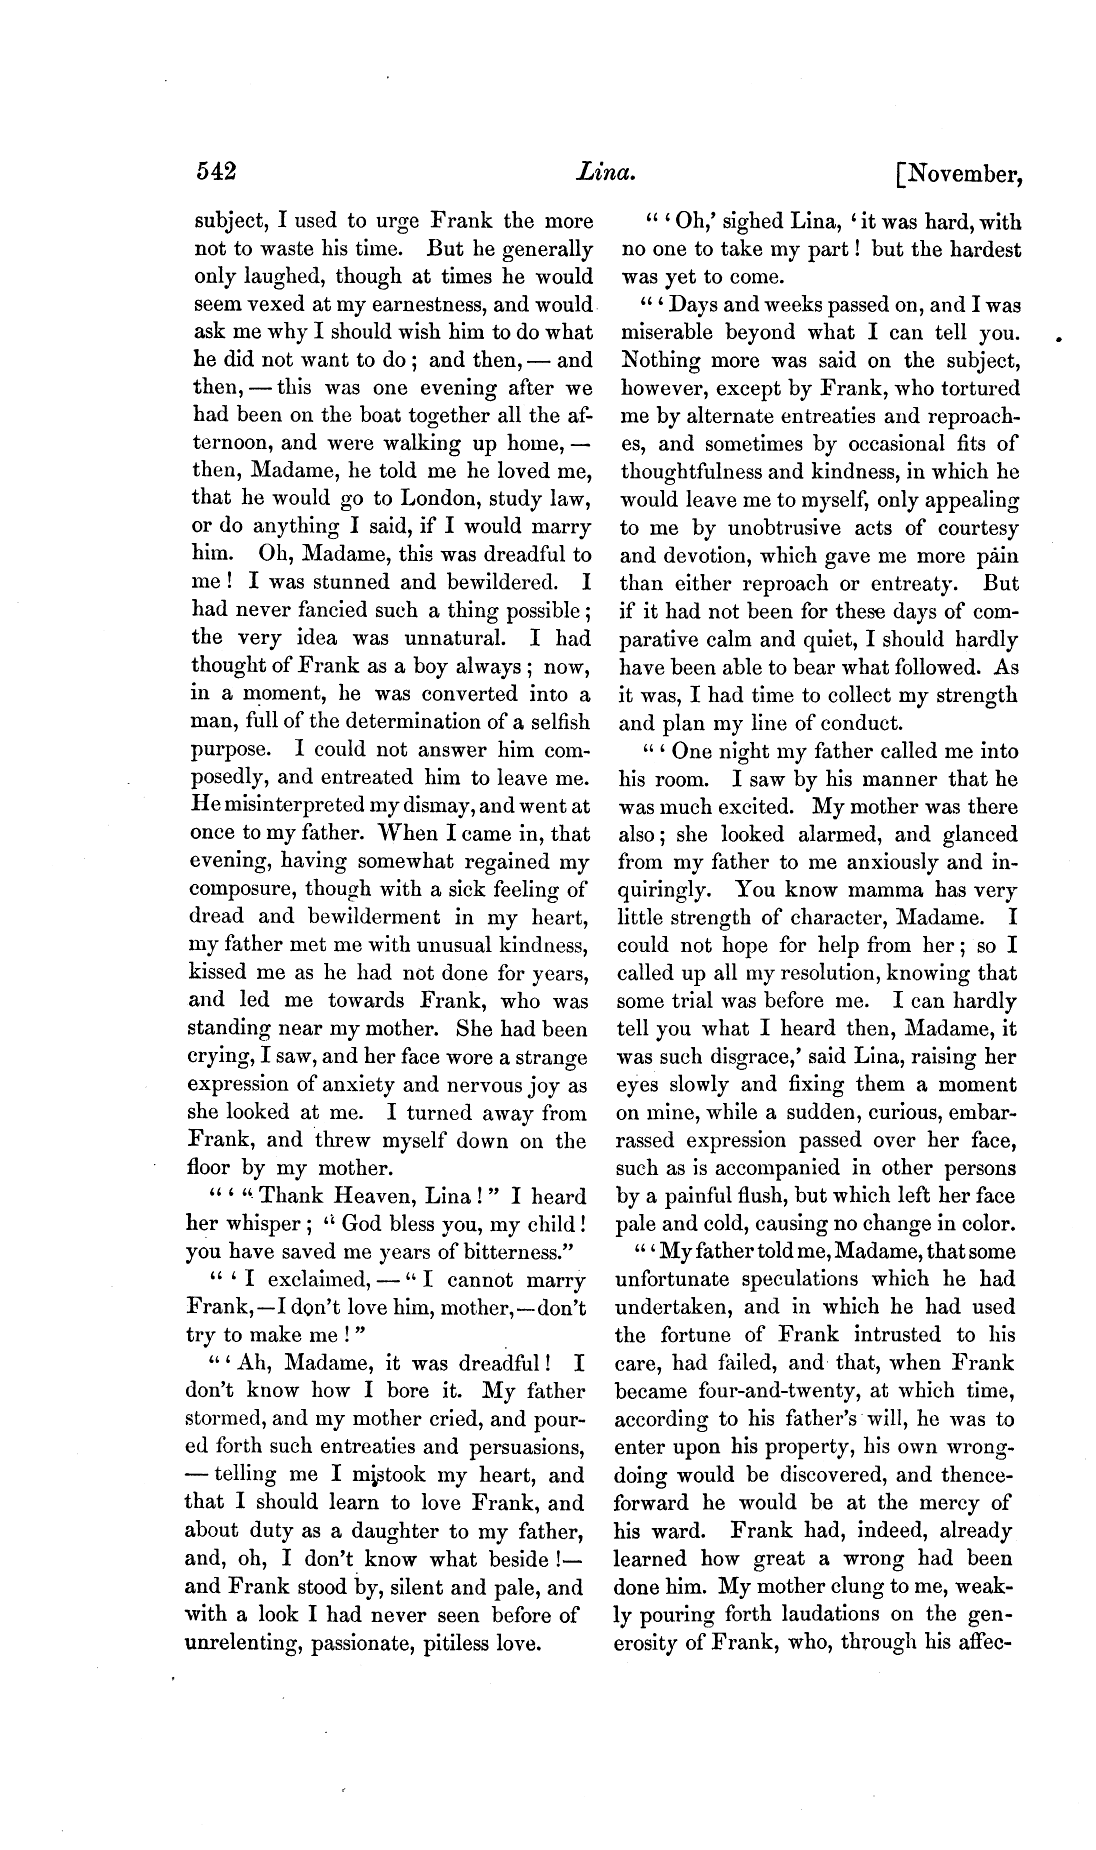 542 Lina. [November,
subject, I used to urge Frank the more
not to waste his time. But he generally
only laughed, though at times he would
seem vexed at my earnestness, and would
ask me why I should wish him to do what
he did not want to do ; and then, — and
then, — this was one evening after we
had been on the boat together all the af-
ternoon, and were walking up home, —
then, Madame, he told me he loved me,
that he would go to London, study law,
or do anything I said, if I would marry
him. Oh, Madame, this was dreadful to
me ! I was stunned and bewildered. I
had never fancied such a thing possible ;
the very idea was unnatural. I had
thought of Frank as a boy always ; now,
in a moment, he was converted into a
man, full of the determination of a selfish
purpose. I could not answer him com-
posedly, and entreated him to leave me.
He misinterpreted my dismay, and went at
once to my father. When I came in, that
evening, having somewhat regained my
composure, though with a sick feeling of
dread and bewilderment in my heart,
my father met me with unusual kindness,
kissed me as he had not done for years,
and led me towards Frank, who was
standing near my mother. She had been
crying, I saw, and her face wore a strange
expression of anxiety and nervous joy as
she looked at me. I turned away from
Frank, and threw myself down on the
floor by my mother.
“ ‘ “ Thank Heaven, Lina ! ” I heard
her whisper ; “ God bless you, my child !
you have saved me years of bitterness.”
“ ‘ I exclaimed, — “ I cannot marry
Frank, — I don’t love him, mother, — don’t
try to make me ! ”
“ ‘ Ah, Madame, it was dreadful ! I
don’t know how I bore it. My father
stormed, and my mother cried, and pour-
ed forth such entreaties and persuasions,
— telling me I mistook my heart, and
that I should learn to love Frank, and
about duty as a daughter to my father,
and, oh, I don’t know what beside ! —
and Frank stood by, silent and pale, and
with a look I had never seen before of
unrelenting, passionate, pitiless love.
“ ‘ Oh,’ sighed Lina, ‘ it was hard, with
no one to take my part ! but the hardest
was yet to come.
“ ‘ Days and weeks passed on, and I was
miserable beyond what I can tell you.
Nothing more was said on the subject,
however, except by Frank, who tortured
me by alternate entreaties and reproach-
es, and sometimes by occasional fits of
thoughtfulness and kindness, in which he
would leave me to myself, only appealing
to me by unobtrusive acts of courtesy
and devotion, which gave me more pain
than either reproach or entreaty. But
if it had not been for these days of com-
parative calm and quiet, I should hardly
have been able to bear what followed. As
it was, I had time to collect my strength
and plan my line of conduct.
“ ‘ One night my father called me into
his room. I saw by his manner that he
was much excited. My mother was there
also ; she looked alarmed, and glanced
from my father to me anxiously and in-
quiringly. You know mamma has very
little strength of character, Madame. I
could not hope for help from her ; so I
called up all my resolution, knowing that
some trial was before me. I can hardly
tell you what I heard then, Madame, it
was such disgrace,’ said Lina, raising her
eyes slowly and fixing them a moment
on mine, while a sudden, curious, embar-
rassed expression passed over her face,
such as is accompanied in other persons
by a painful flush, but which left her face
pale and cold, causing no change in color.
“ ‘ My father told me, Madame, that some
unfortunate speculations which he had
undertaken, and in which he had used
the fortune of Frank intrusted to his
care, had failed, and that, when Frank
became four-and-twenty, at which time,
according to his father’s will, he was to
enter upon his property, his own wrong-
doing would be discovered, and thence-
forward he would be at the mercy of
his ward. Frank had, indeed, already
learned how great a wrong had been
done him. My mother clung to me, weak-
ly pouring forth laudations on the gen-
erosity of Frank, who, through his affec-